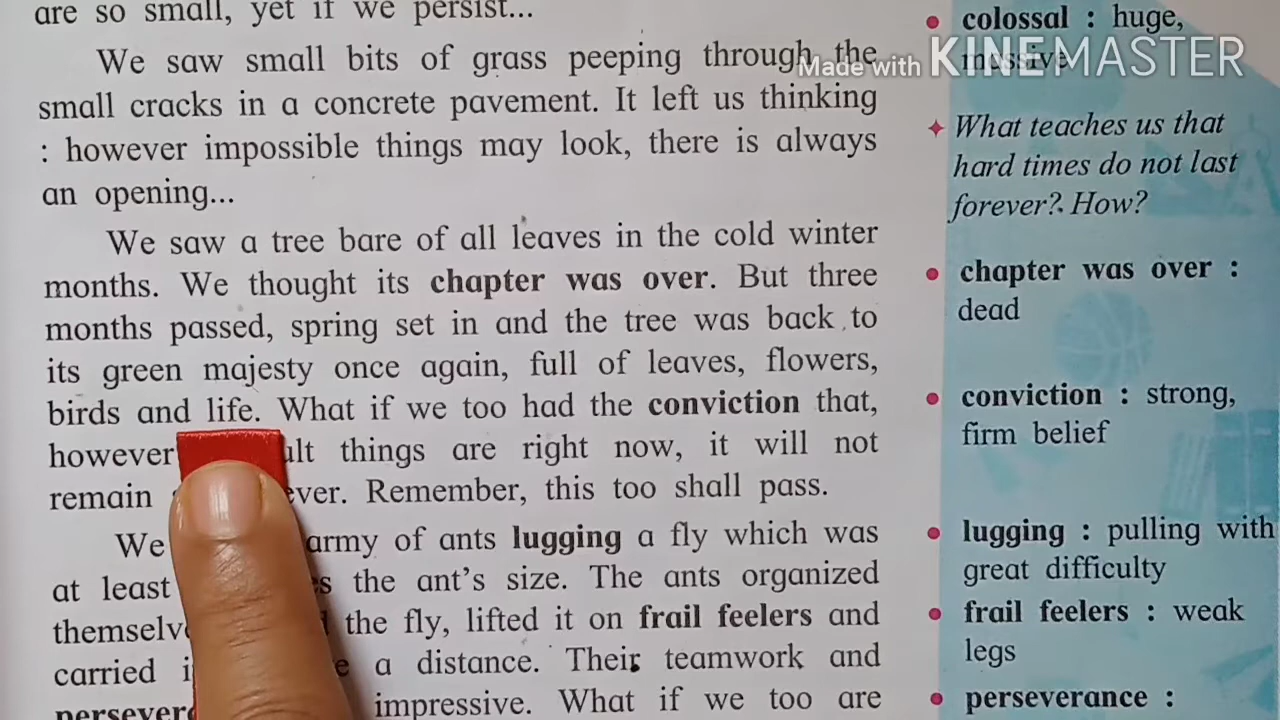 are so small, yet if we persist...
We saw small bits of grass peeping through the
small cracks in a concrete pavement. It left us thinking
: however impossible things may look, there is always
an opening...
We saw a tree bare of all leaves in the cold winter
months. We thought its chapter was over. But three
months passed, spring set in and the tree was back to
its green majesty once again, full of leaves, flowers,
birds and life. What if we too had the conviction that,
however ult things are right now, it will not
remain ever. Remember, this too shall pass.
We army of ants lugging a fly which was
at least the ant's size. The ants organized
the fly, lifted it on frail feelers and
carried a distance. Their teamwork and
impressive. What if we too are
colossal : huge,
massive
Made with KINEMASTER
What teaches us that
hard times do not last
forever? How?
chapter was over :
dead
conviction : strong,
firm belief
lugging : pulling with
great difficulty
frail feelers : weak
legs
perseverance :